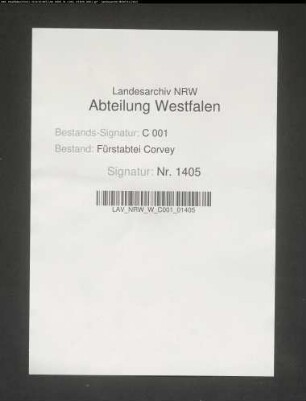 Landesarchiv NRW
Abteilung Westfalen
Bestands-Signatur: C 001
Bestand: Fürstabtei Corvey
Signatur: Nr. 1405
LAV_NRW_W_C001_01405